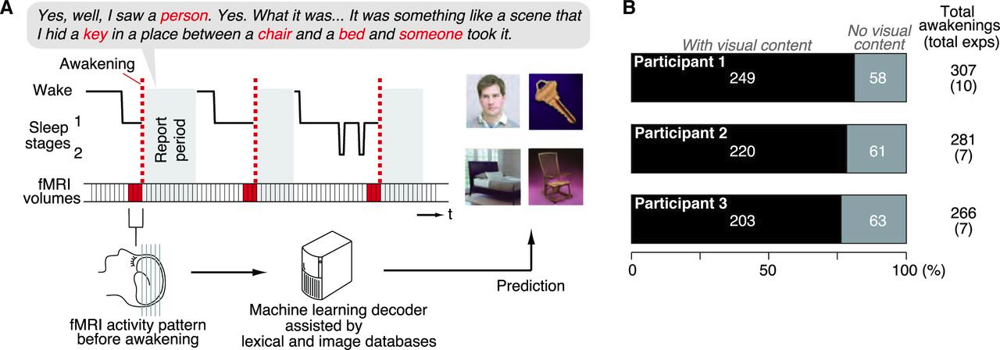 A
Yes, well, I saw a person. Yes. What it was... It was something like a scene that
I hid a key in a place between a chair and a bed and someone took it.
Awakening
Wake
Sleep
stages
1
2
Report
period
fMRI
volumes
t
fMRI activity pattern
before awakening
Machine learning decoder
assisted by
lexical and image databases
Prediction
B
With visual content
No visual
content
Total
awakenings
(total exps)
Participant 1
249
58
307
(10)
Participant 2
220
61
281
(7)
Participant 3
203
63
266
(7)
0
50
100 (%)